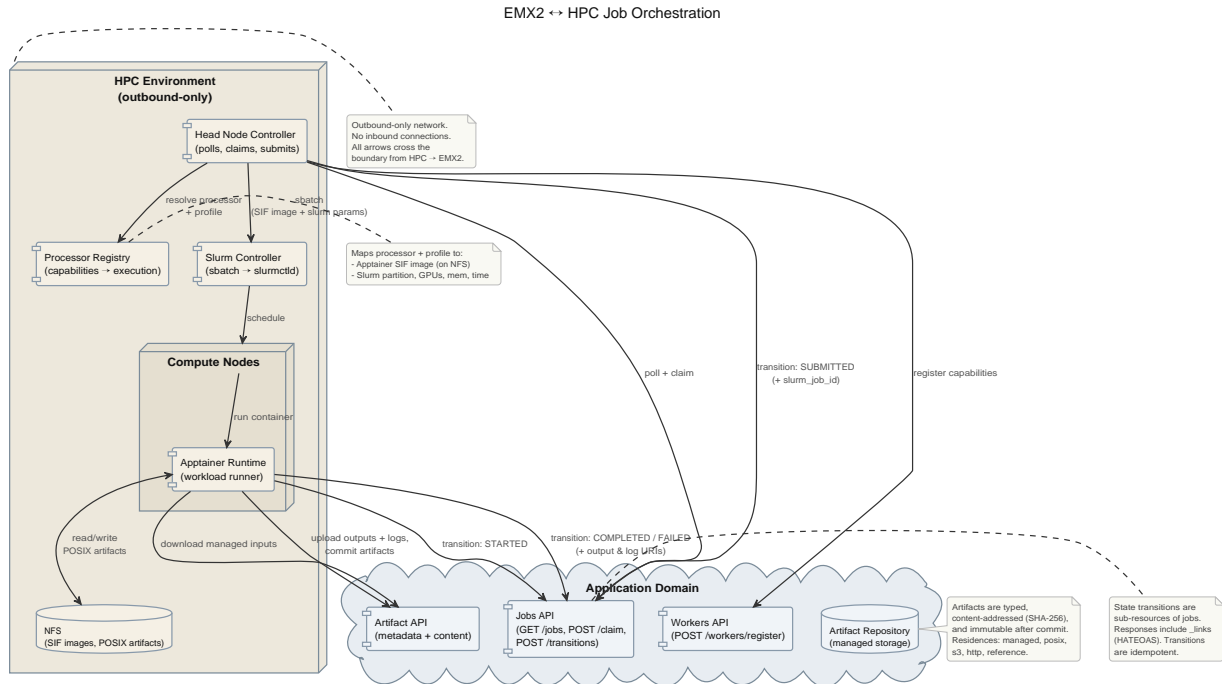 EMX2 ↔ HPC Job Orchestration
HPC Environment
(outbound-only)
Head Node Controller
(polls, claims, submits)
Outbound-only network.
No inbound connections.
All arrows cross the
boundary from HPC → EMX2.
resolve processor
+ profile
sbatch
(SIF image + slurm params)
Processor Registry
(capabilities → execution)
Slurm Controller
(sbatch → slurmctld)
Maps processor + profile to:
- Apptainer SIF image (on NFS)
- Slurm partition, GPUs, mem, time
schedule
Compute Nodes
poll + claim
transition: SUBMITTED
(+ slurm_job_id)
register capabilities
run container
Apptainer Runtime
(workload runner)
read/write
POSIX artifacts
download managed inputs
upload outputs + logs,
commit artifacts
transition: STARTED
transition: COMPLETED / FAILED
(+ output & log URIs)
Application Domain
NFS
(SIF images, POSIX artifacts)
Artifact API
(metadata + content)
Jobs API
(GET /jobs, POST /claim,
POST /transitions)
Workers API
(POST /workers/register)
Artifact Repository
(managed storage)
Artifacts are typed,
content-addressed (SHA-256),
and immutable after commit.
Residences: managed, posix,
s3, http, reference.
State transitions are
sub-resources of jobs.
Responses include _links
(HATEOAS). Transitions
are idempotent.